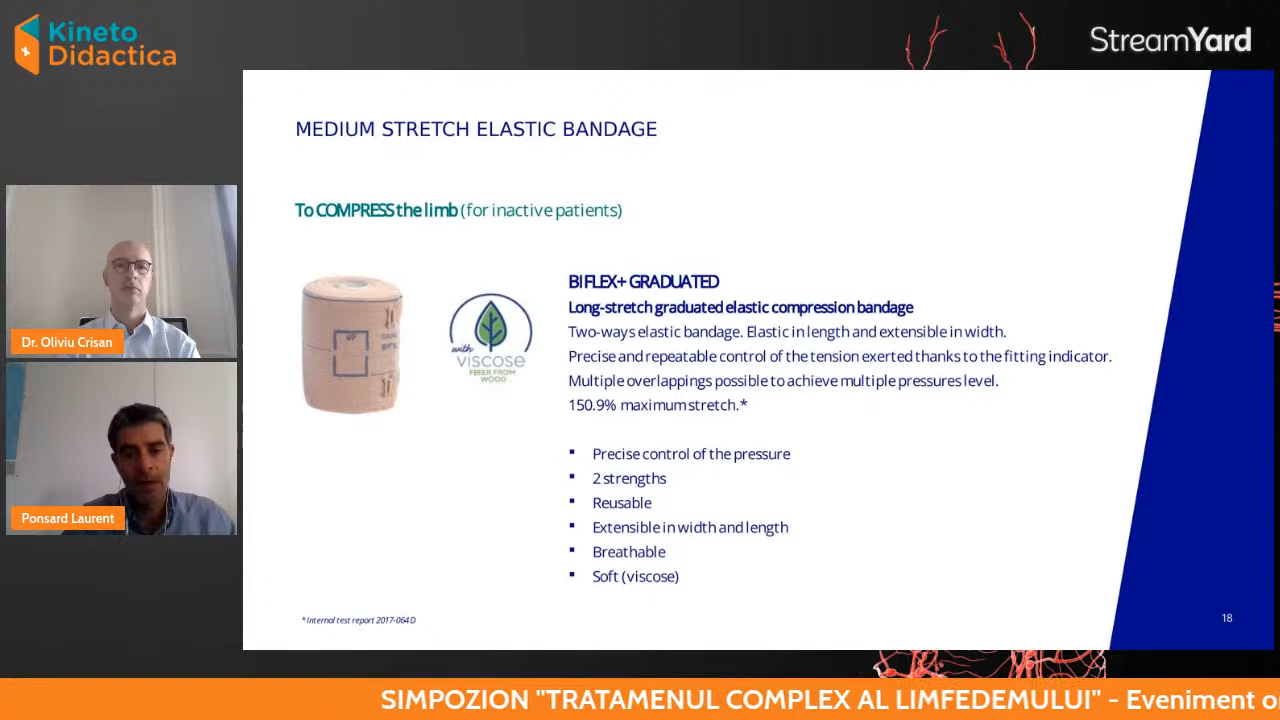 Kineto
Didactica
StreamYard
MEDIUM STRETCH ELASTIC BANDAGE
To COMPRESS the limb (for inactive patients)
UP
with
VISCOSE
FIBER FROM
WOOD
BIFLEX+ GRADUATED
Long-stretch graduated elastic compression bandage
Two-ways elastic bandage. Elastic in length and extensible in width.
Precise and repeatable control of the tension exerted thanks to the fitting indicator.
Multiple overlappings possible to achieve multiple pressures level.
150.9% maximum stretch.*
▪ Precise control of the pressure
▪ 2 strengths
▪ Reusable
▪ Extensible in width and length
▪ Breathable
▪ Soft (viscose)
* Internal test report 2017-064 D
18
Dr. Oliviu Crisan
Ponsard Laurent
SIMPOZION "TRATAMENUL COMPLEX AL LIMFEDEMULUI" - Eveniment o